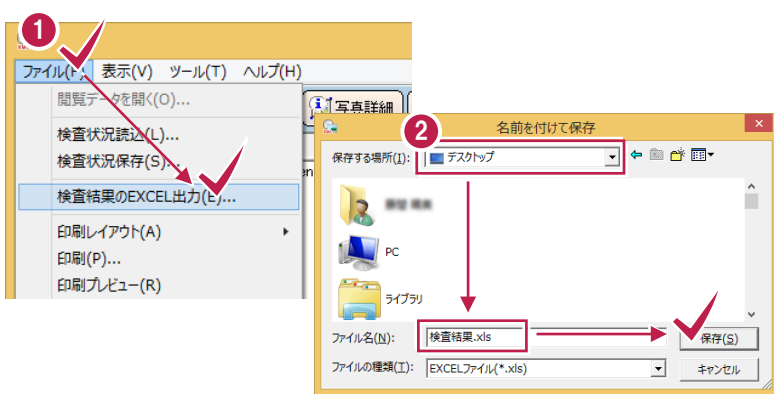 1
ファイル(F) 表示(V) ツール(T) ヘルプ(H)
閲覧データを開く(O)...
写真詳細
検査状況読込(L)...
検査状況保存(S)...
検査結果のEXCEL出力(E)...
印刷レイアウト(A)
印刷(P)...
印刷プレビュー(R)
2
名前を付けて保存
保存する場所(I):
デスクトップ
PC
ライブラリ
ファイル名(N):
検査結果.xls
保存(S)
ファイルの種類(T):
EXCELファイル(*.xls)
キャンセル